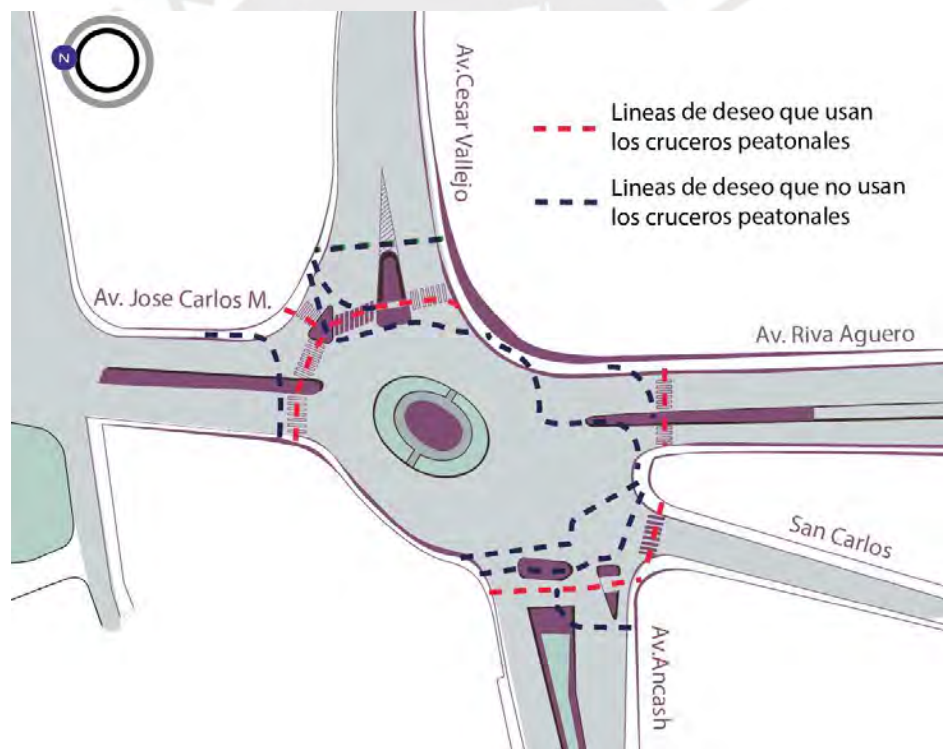 N
Av.Cesar Vallejo
Lineas de deseo que usan
los cruceros peatonales
Lineas de deseo que no usan
los cruceros peatonales
Av. Jose Carlos M.
Av. Riva Aguero
San Carlos
Av.Ancash